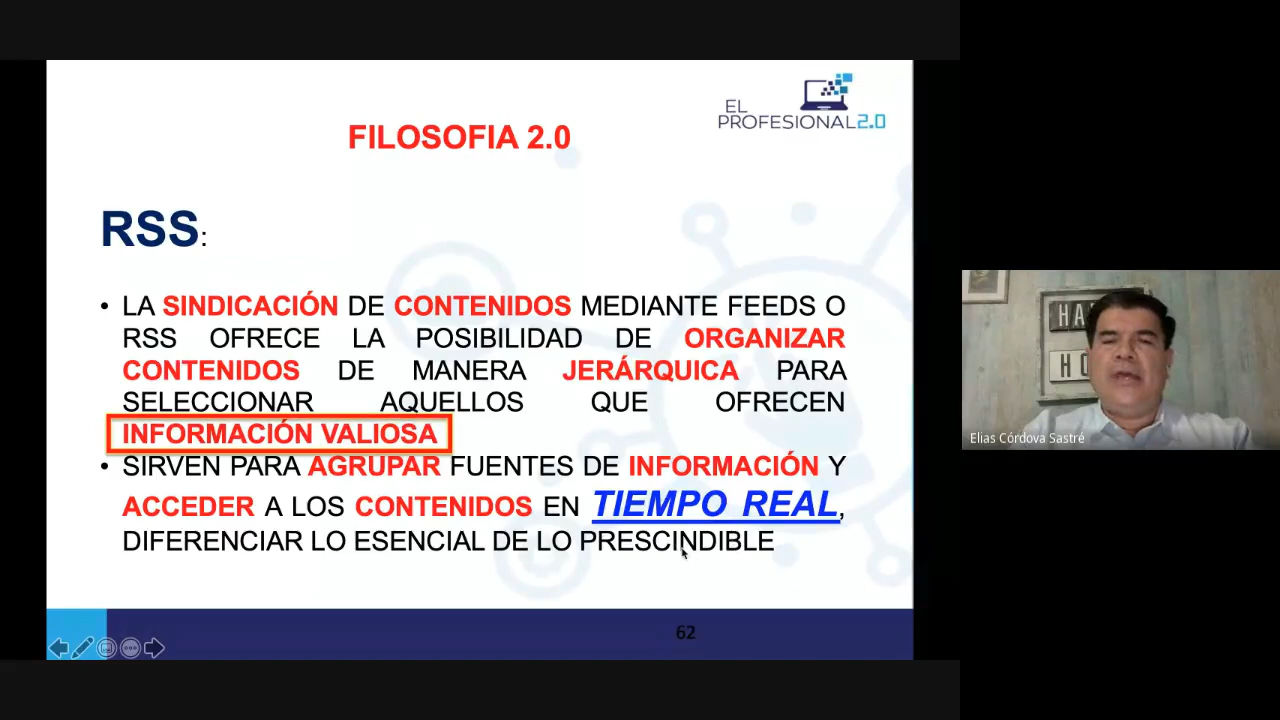 EL
PROFESIONAL2.0
FILOSOFIA 2.0
RSS:
• LA SINDICACIÓN DE CONTENIDOS MEDIANTE FEEDS O
RSS OFRECE LA POSIBILIDAD DE ORGANIZAR
CONTENIDOS DE MANERA JERÁRQUICA PARA
SELECCIONAR AQUELLOS QUE OFRECEN
INFORMACIÓN VALIOSA
• SIRVEN PARA AGRUPAR FUENTES DE INFORMACIÓN Y
ACCEDER A LOS CONTENIDOS EN TIEMPO REAL,
DIFERENCIAR LO ESENCIAL DE LO PRESCINDIBLE
62
HA
HO
Elias Córdova Sastré